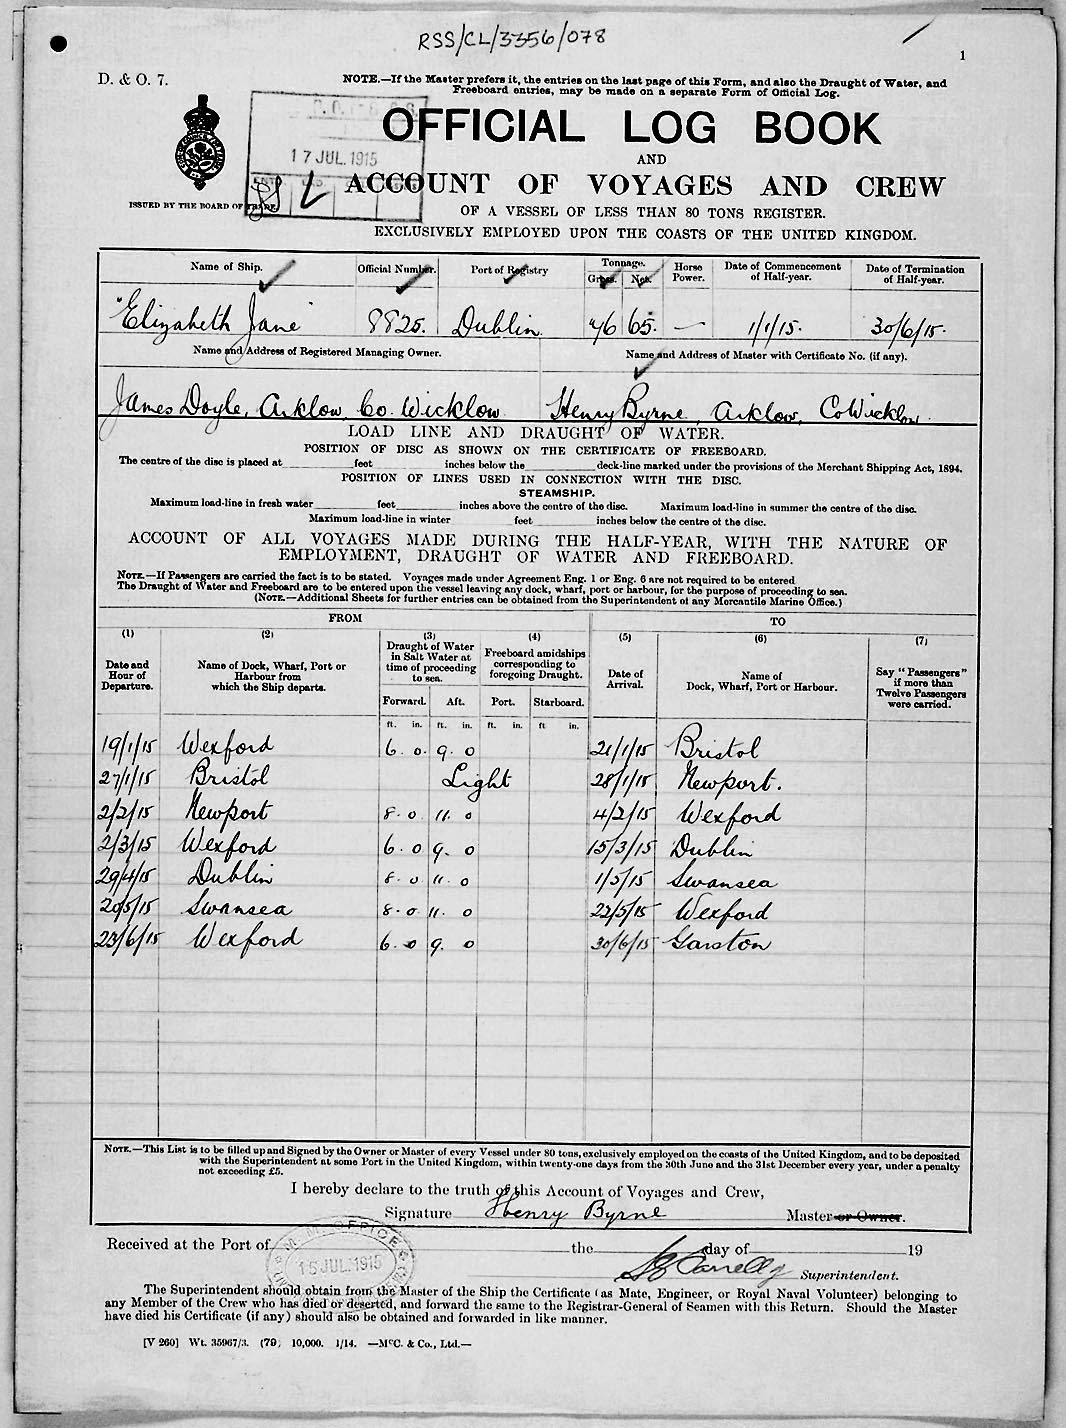 RSS/CL/3356/078
1
D. & O. 7.
NOTE.—If the Master prefers it, the entries on the last page of this Form, and also the Draught of Water, and
Freeboard entries, may be made on a separate Form of Official Log.
OFFICIAL LOG BOOK
17 JUL. 1915
AND
ACCOUNT OF VOYAGES AND CREW
ISSUED BY THE BOARD OF TRADE.
OF A VESSEL OF LESS THAN 80 TONS REGISTER.
EXCLUSIVELY EMPLOYED UPON THE COASTS OF THE UNITED KINGDOM.
Name of Ship. Official Number. Port of Registry Tonnage. Gross. Net. Horse Power. Date of Commencement of Half-year. Date of Termination of Half-year.
"Elizabeth Jane" 8825. Dublin 76 65. — 1/1/15. 30/6/15.
Name and Address of Registered Managing Owner. Name and Address of Master with Certificate No. (if any).
James Doyle, Arklow, Co. Wicklow Henry Byrne, Arklow, Co Wicklow.
LOAD LINE AND DRAUGHT OF WATER.
POSITION OF DISC AS SHOWN ON THE CERTIFICATE OF FREEBOARD.
The centre of the disc is placed at feet inches below the deck-line marked under the provisions of the Merchant Shipping Act, 1894.
POSITION OF LINES USED IN CONNECTION WITH THE DISC.
STEAMSHIP.
Maximum load-line in fresh water feet inches above the centre of the disc. Maximum load-line in summer the centre of the disc.
Maximum load-line in winter feet inches below the centre of the disc.
ACCOUNT OF ALL VOYAGES MADE DURING THE HALF-YEAR, WITH THE NATURE OF
EMPLOYMENT, DRAUGHT OF WATER AND FREEBOARD.
NOTE.—If Passengers are carried the fact is to be stated. Voyages made under Agreement Eng. 1 or Eng. 6 are not required to be entered
The Draught of Water and Freeboard are to be entered upon the vessel leaving any dock, wharf, port or harbour, for the purpose of proceeding to sea.
(NOTE.—Additional Sheets for further entries can be obtained from the Superintendent of any Mercantile Marine Office.)
FROM TO
(1) (2) (3) (4) (5) (6) (7)
Date and Hour of Departure. Name of Dock, Wharf, Port or Harbour from which the Ship departs. Draught of Water in Salt Water at time of proceeding to sea. Freeboard amidships corresponding to foregoing Draught. Date of Arrival. Name of Dock, Wharf, Port or Harbour. Say "Passengers" if more than Twelve Passengers were carried.
Forward. Aft. Port. Starboard.
ft. in. ft. in. ft. in. ft in.
19/1/15 Wexford 6. 0. 9. 0 21/1/15 Bristol
27/1/15 Bristol Light 28/1/15 Newport.
2/2/15 Newport 8. 0 11. 0 4/2/15 Wexford
2/3/15 Wexford 6. 0 9. 0 15/3/15 Dublin
29/4/15 Dublin 8. 0 11. 0 1/5/15 Swansea
20/5/15 Swansea 8. 0 11. 0 22/5/15 Wexford
23/6/15 Wexford 6. 0 9. 0 30/6/15 Garston
NOTE.—This List is to be filled up and Signed by the Owner or Master of every Vessel under 80 tons, exclusively employed on the coasts of the United Kingdom, and to be deposited
with the Superintendent at some Port in the United Kingdom, within twenty-one days from the 30th June and the 31st December every year, under a penalty
not exceeding £5.
I hereby declare to the truth of this Account of Voyages and Crew,
Signature Henry Byrne Master or Owner.
Received at the Port of the day of 19
M. M. OFFICE
15 JUL 1915
Superintendent.
The Superintendent should obtain from the Master of the Ship the Certificate (as Mate, Engineer, or Royal Naval Volunteer) belonging to
any Member of the Crew who has died or deserted, and forward the same to the Registrar-General of Seamen with this Return. Should the Master
have died his Certificate (if any) should also be obtained and forwarded in like manner.
[V 260] Wt. 35967/3. (79) 10,000. 1/14. —McC. & Co., Ltd.—